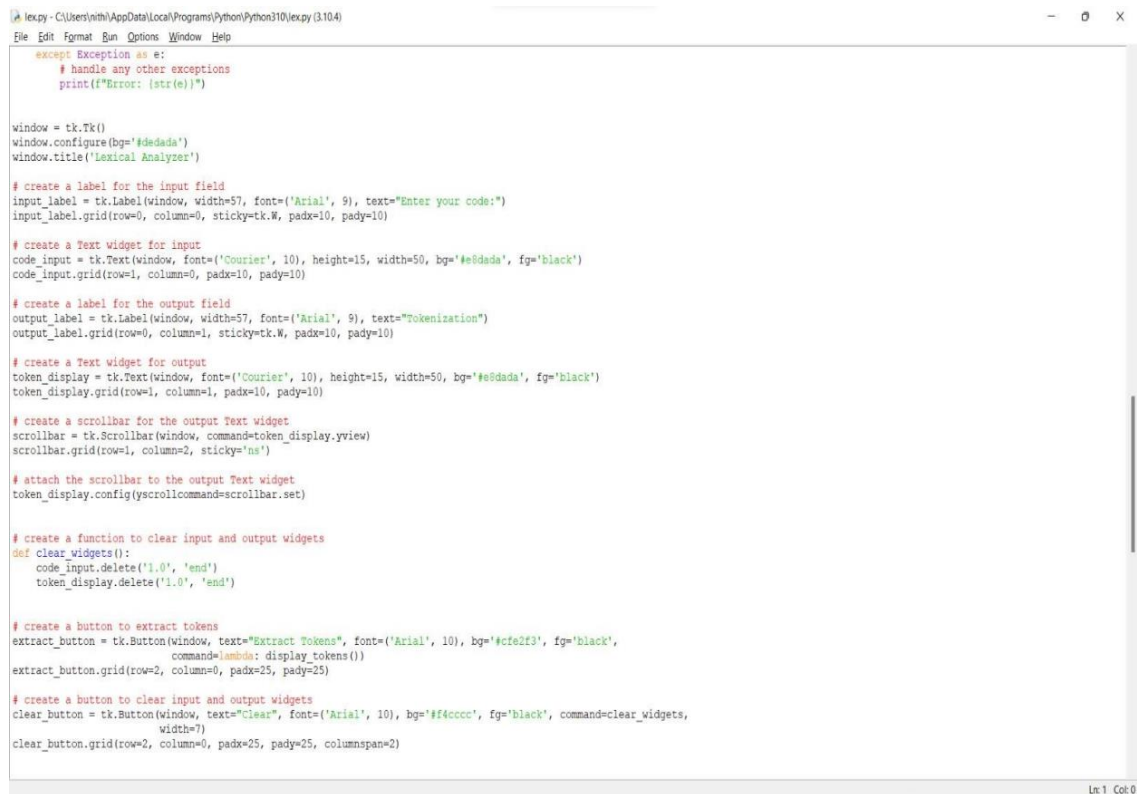 lex.py - C:\Users\nithi\AppData\Local\Programs\Python\Python310\lex.py (3.10.4)
File Edit Format Run Options Window Help
    except Exception as e:
        # handle any other exceptions
        print(f"Error: {str(e)}")


window = tk.Tk()
window.configure(bg='#dedada')
window.title('Lexical Analyzer')

# create a label for the input field
input_label = tk.Label(window, width=57, font=('Arial', 9), text="Enter your code:")
input_label.grid(row=0, column=0, sticky=tk.W, padx=10, pady=10)

# create a Text widget for input
code_input = tk.Text(window, font=('Courier', 10), height=15, width=50, bg='#e8dada', fg='black')
code_input.grid(row=1, column=0, padx=10, pady=10)

# create a label for the output field
output_label = tk.Label(window, width=57, font=('Arial', 9), text="Tokenization")
output_label.grid(row=0, column=1, sticky=tk.W, padx=10, pady=10)

# create a Text widget for output
token_display = tk.Text(window, font=('Courier', 10), height=15, width=50, bg='#e8dada', fg='black')
token_display.grid(row=1, column=1, padx=10, pady=10)

# create a scrollbar for the output Text widget
scrollbar = tk.Scrollbar(window, command=token_display.yview)
scrollbar.grid(row=1, column=2, sticky='ns')

# attach the scrollbar to the output Text widget
token_display.config(yscrollcommand=scrollbar.set)


# create a function to clear input and output widgets
def clear_widgets():
    code_input.delete('1.0', 'end')
    token_display.delete('1.0', 'end')


# create a button to extract tokens
extract_button = tk.Button(window, text="Extract Tokens", font=('Arial', 10), bg='#cfe2f3', fg='black',
                           command=lambda: display_tokens())
extract_button.grid(row=2, column=0, padx=25, pady=25)

# create a button to clear input and output widgets
clear_button = tk.Button(window, text="Clear", font=('Arial', 10), bg='#f4cccc', fg='black', command=clear_widgets,
                         width=7)
clear_button.grid(row=2, column=0, padx=25, pady=25, columnspan=2)
Ln: 1 Col: 0